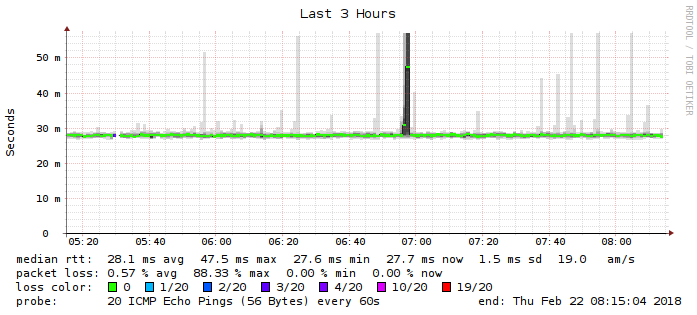 Last 3 Hours
RRDTOOL / TOBI OETIKER
Seconds
50 m
40 m
30 m
20 m
10 m
0
05:20 05:40 06:00 06:20 06:40 07:00 07:20 07:40 08:00
median rtt: 28.1 ms avg 47.5 ms max 27.6 ms min 27.7 ms now 1.5 ms sd 19.0 am/s
packet loss: 0.57 % avg 88.33 % max 0.00 % min 0.00 % now
loss color: 0 1/20 2/20 3/20 4/20 10/20 19/20
probe: 20 ICMP Echo Pings (56 Bytes) every 60s end: Thu Feb 22 08:15:04 2018